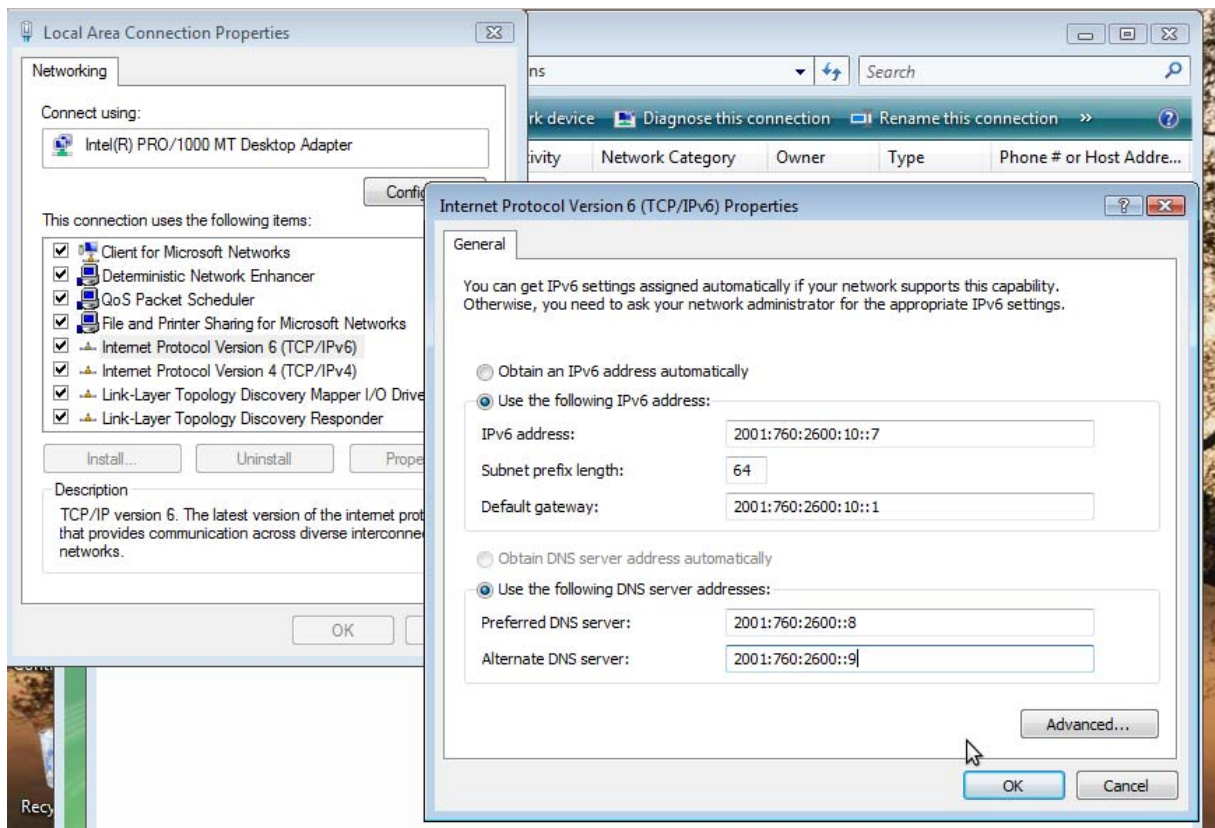 Local Area Connection Properties
Networking
Connect using:
Intel(R) PRO/1000 MT Desktop Adapter
This connection uses the following items:
Client for Microsoft Networks
Deterministic Network Enhancer
QoS Packet Scheduler
File and Printer Sharing for Microsoft Networks
Internet Protocol Version 6 (TCP/IPv6)
Internet Protocol Version 4 (TCP/IPv4)
Link-Layer Topology Discovery Mapper I/O Drive
Link-Layer Topology Discovery Responder
Install...
Uninstall
Description
TCP/IP version 6. The latest version of the internet
that provides communication across diverse
networks.
OK
Search
Diagnose this connection
Rename this connection
»
device
Network Category
Owner
Type
Phone # or Host Addre...
Internet Protocol Version 6 (TCP/IPv6) Properties
General
You can get IPv6 settings assigned automatically if your network supports this capability.
Otherwise, you need to ask your network administrator for the appropriate IPv6 settings.
Obtain an IPv6 address automatically
Use the following IPv6 address:
IPv6 address:
2001:760:2600:10::7
Subnet prefix length:
64
Default gateway:
2001:760:2600:10::1
Obtain DNS server address automatically
Use the following DNS server addresses:
Preferred DNS server:
2001:760:2600::8
Alternate DNS server:
2001:760:2600::9
Advanced...
OK
Cancel